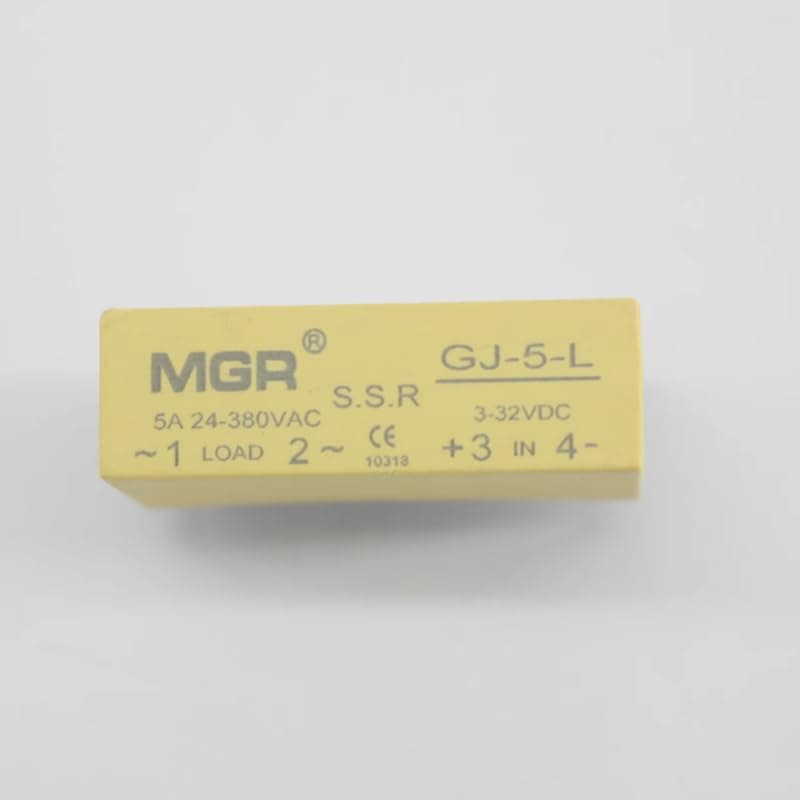 MGR®
GJ-5-L
S.S.R
5A 24-380VAC
3-32VDC
CE
~1 LOAD 2~
10318
+3 IN 4-